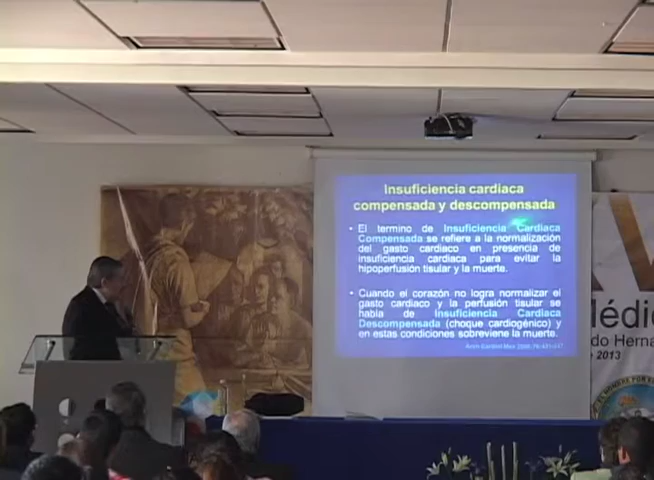 Insuficiencia cardiaca
compensada y descompensada
• El termino de Insuficiencia Cardiaca
Compensada se refiere a la normalización
del gasto cardiaco en presencia de
insuficiencia cardiaca para evitar la
hipoperfusión tisular y la muerte.
• Cuando el corazón no logra normalizar el
gasto cardiaco y la perfusión tisular se
habla de Insuficiencia Cardiaca
Descompensada (choque cardiogénico) y
en estas condiciones sobreviene la muerte.
XV
lédic
do Herna
2013